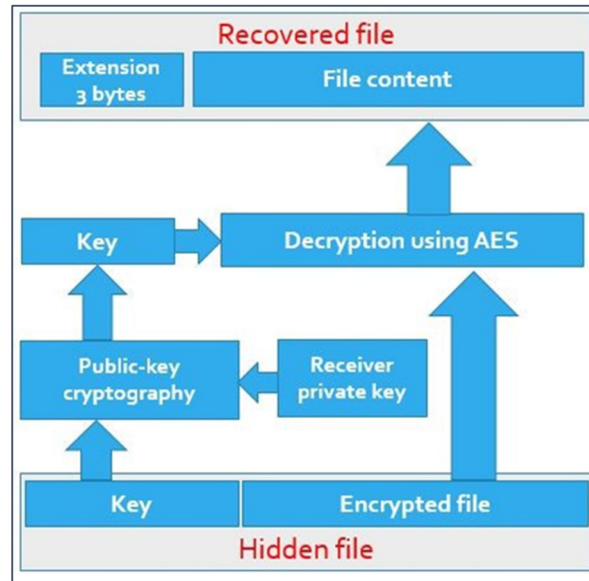 Recovered file
Extension
3 bytes
File content
Key
Decryption using AES
Public-key
cryptography
Receiver
private key
Key
Encrypted file
Hidden file